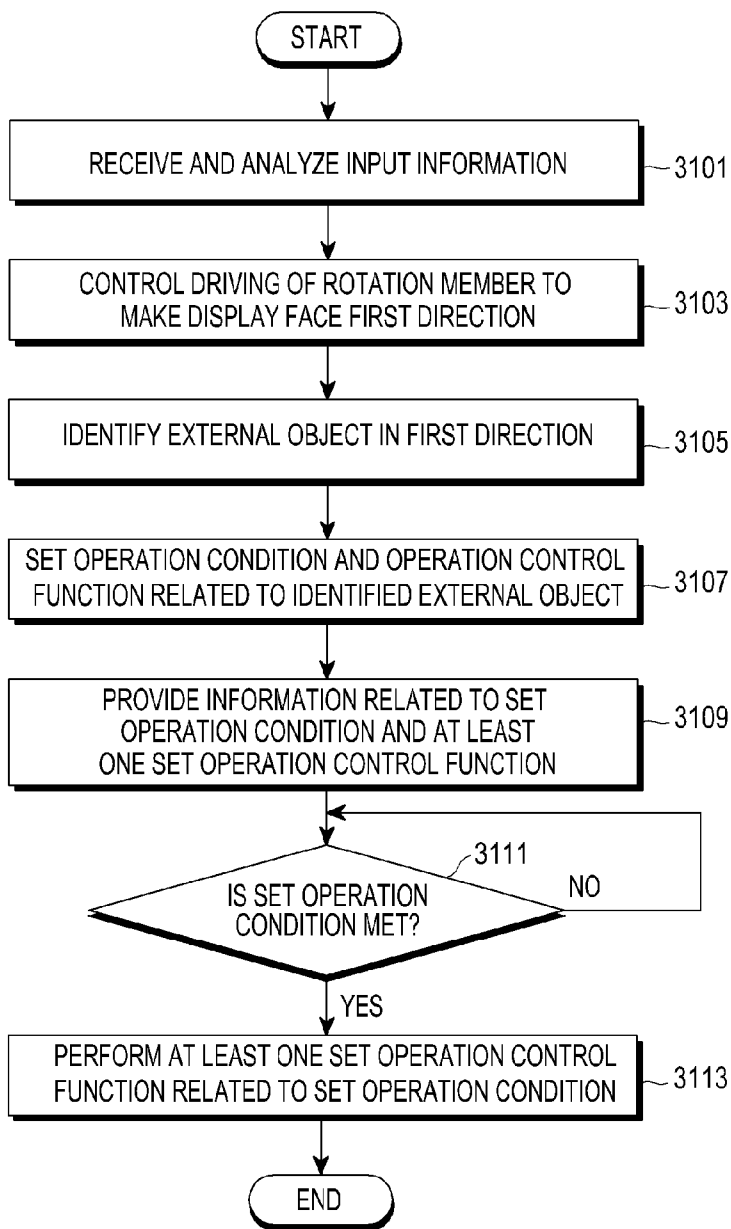 START
RECEIVE AND ANALYZE INPUT INFORMATION
3101
CONTROL DRIVING OF ROTATION MEMBER TO
MAKE DISPLAY FACE FIRST DIRECTION
3103
IDENTIFY EXTERNAL OBJECT IN FIRST DIRECTION
3105
SET OPERATION CONDITION AND OPERATION CONTROL
FUNCTION RELATED TO IDENTIFIED EXTERNAL OBJECT
3107
PROVIDE INFORMATION RELATED TO SET
OPERATION CONDITION AND AT LEAST
ONE SET OPERATION CONTROL FUNCTION
3109
3111
IS SET OPERATION
CONDITION MET?
NO
YES
PERFORM AT LEAST ONE SET OPERATION CONTROL
FUNCTION RELATED TO SET OPERATION CONDITION
3113
END